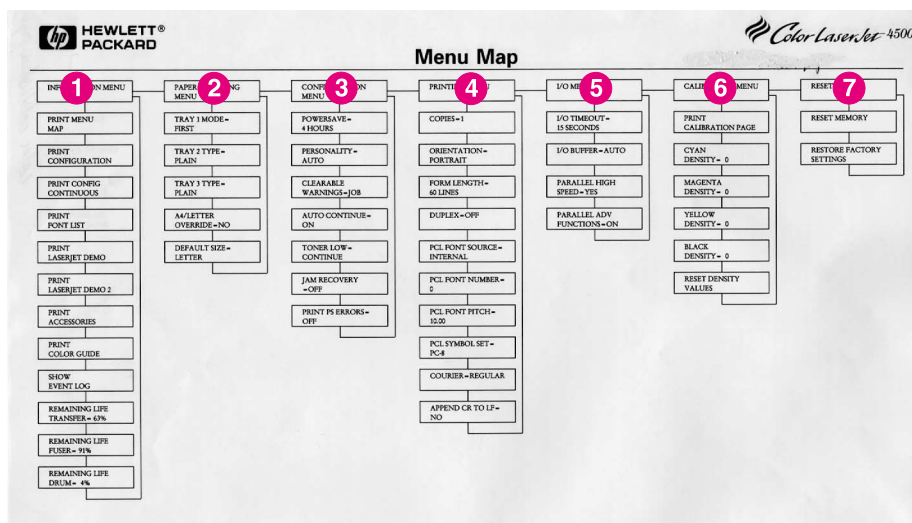 hp HEWLETT®
PACKARD
Color LaserJet 4500
Menu Map
1
MENU
PRINT MENU
MAP
PRINT
CONFIGURATION
PRINT CONFIG
CONTINUOUS
PRINT
FONT LIST
PRINT
LASERJET DEMO
PRINT
LASERJET DEMO 2
PRINT
ACCESSORIES
PRINT
COLOR GUIDE
SHOW
EVENT LOG
REMAINING LIFE
TRANSFER= 63%
REMAINING LIFE
FUSER= 91%
REMAINING LIFE
DRUM= 4%
2
MENU
TRAY 1 MODE=
FIRST
TRAY 2 TYPE=
PLAIN
TRAY 3 TYPE=
PLAIN
A4/LETTER
OVERRIDE=NO
DEFAULT SIZE=
LETTER
3
MENU
POWERSAVE=
4 HOURS
PERSONALITY=
AUTO
CLEARABLE
WARNINGS=JOB
AUTO CONTINUE=
ON
TONER LOW=
CONTINUE
JAM RECOVERY
=OFF
PRINT PS ERRORS=
OFF
4
COPIES=1
ORIENTATION=
PORTRAIT
FORM LENGTH=
60 LINES
DUPLEX=OFF
PCL FONT SOURCE=
INTERNAL
PCL FONT NUMBER=
0
PCL FONT PITCH=
10.00
PCL SYMBOL SET=
PC-8
COURIER=REGULAR
APPEND CR TO LF=
NO
5
I/O
I/O TIMEOUT=
15 SECONDS
I/O BUFFER=AUTO
PARALLEL HIGH
SPEED=YES
PARALLEL ADV
FUNCTIONS=ON
6
MENU
PRINT
CALIBRATION PAGE
CYAN
DENSITY= 0
MAGENTA
DENSITY= 0
YELLOW
DENSITY= 0
BLACK
DENSITY= 0
RESET DENSITY
VALUES
7
RESET
RESET MEMORY
RESTORE FACTORY
SETTINGS